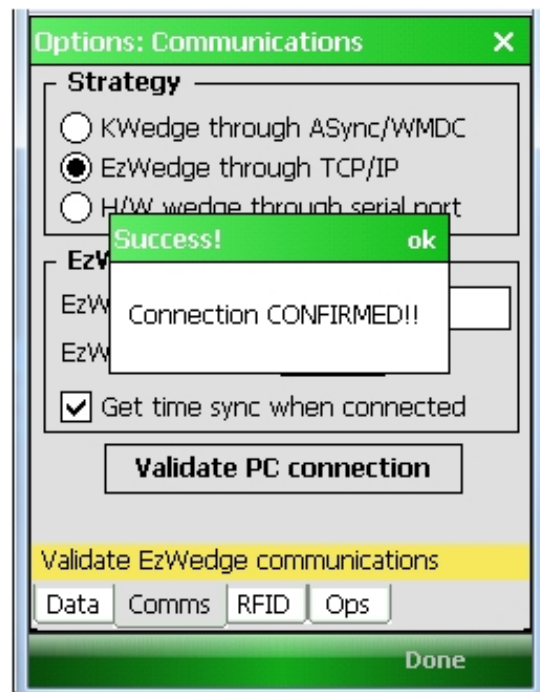 Options: Communications X
Strategy
KWedge through ASync/WMDC
EzWedge through TCP/IP
H/W wedge through serial port
Success! ok
Connection CONFIRMED!!
Get time sync when connected
Validate PC connection
Validate EzWedge communications
Data Comms RFID Ops
Done